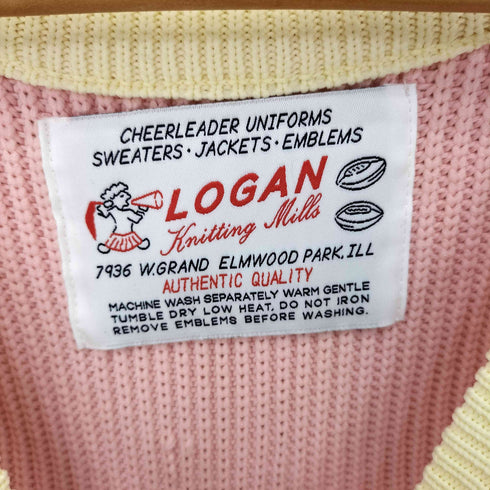 CHEERLEADER UNIFORMS
SWEATERS · JACKETS · EMBLEMS
LOGAN
Knitting Mills
7936 W. GRAND ELMWOOD PARK, ILL
AUTHENTIC QUALITY
MACHINE WASH SEPARATELY WARM GENTLE
TUMBLE DRY LOW HEAT, DO NOT IRON
REMOVE EMBLEMS BEFORE WASHING.